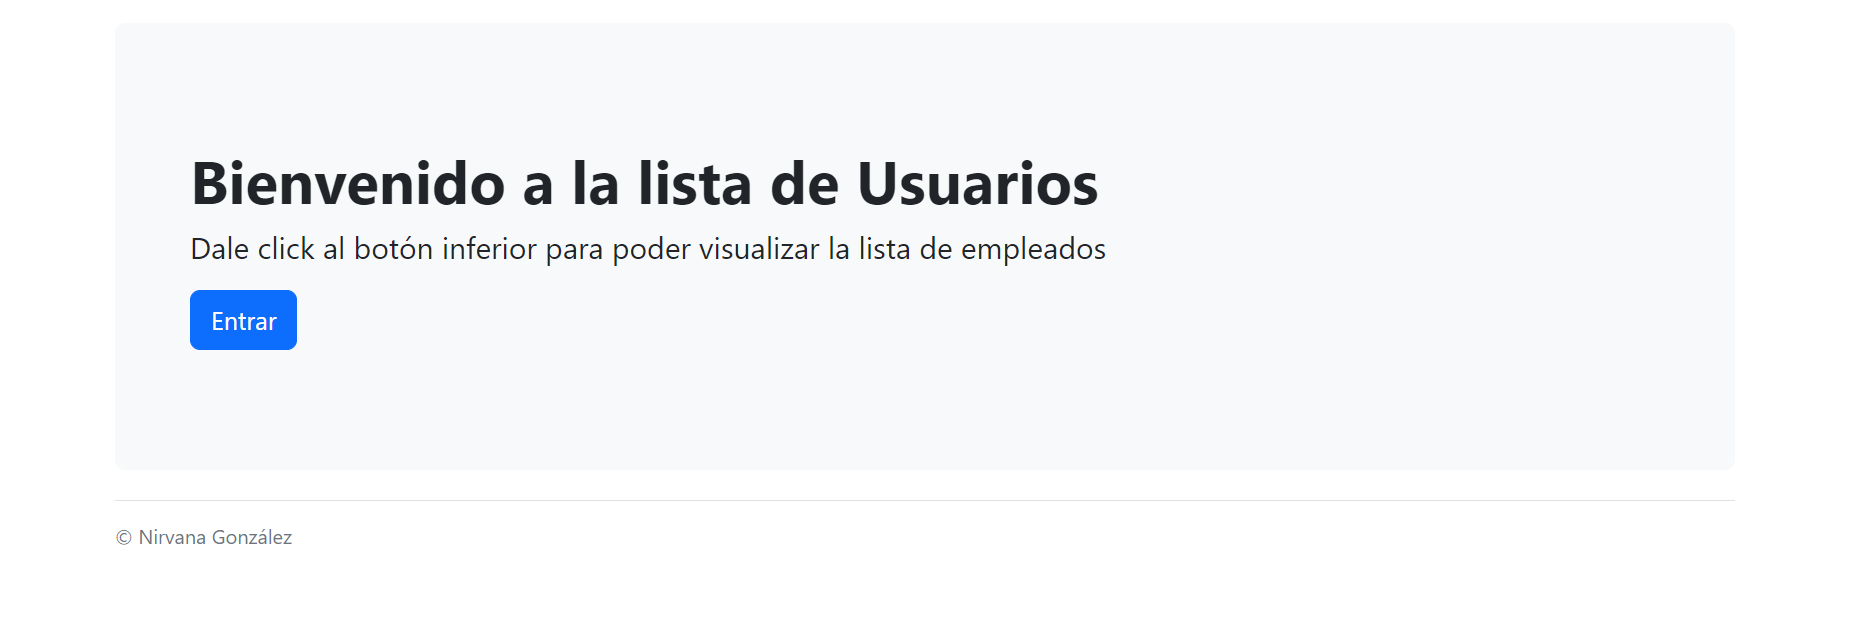 Bienvenido a la lista de Usuarios
Dale click al botón inferior para poder visualizar la lista de empleados
Entrar
© Nirvana González